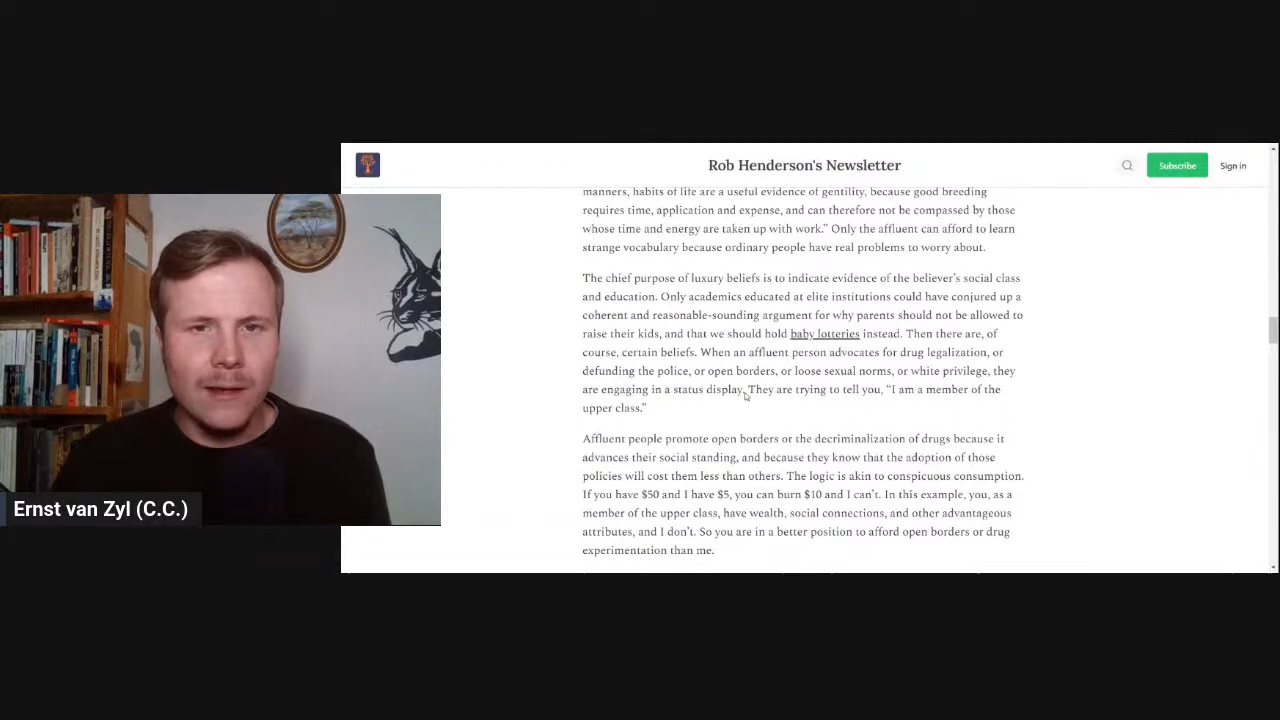 Rob Henderson's Newsletter
Subscribe
Sign in
manners, habits of life are a useful evidence of gentility, because good breeding
requires time, application and expense, and can therefore not be compassed by those
whose time and energy are taken up with work.” Only the affluent can afford to learn
strange vocabulary because ordinary people have real problems to worry about.
The chief purpose of luxury beliefs is to indicate evidence of the believer’s social class
and education. Only academics educated at elite institutions could have conjured up a
coherent and reasonable-sounding argument for why parents should not be allowed to
raise their kids, and that we should hold baby lotteries instead. Then there are, of
course, certain beliefs. When an affluent person advocates for drug legalization, or
defunding the police, or open borders, or loose sexual norms, or white privilege, they
are engaging in a status display. They are trying to tell you, “I am a member of the
upper class.”
Affluent people promote open borders or the decriminalization of drugs because it
advances their social standing, and because they know that the adoption of those
policies will cost them less than others. The logic is akin to conspicuous consumption.
If you have $50 and I have $5, you can burn $10 and I can’t. In this example, you, as a
member of the upper class, have wealth, social connections, and other advantageous
attributes, and I don’t. So you are in a better position to afford open borders or drug
experimentation than me.
Ernst van Zyl (C.C.)